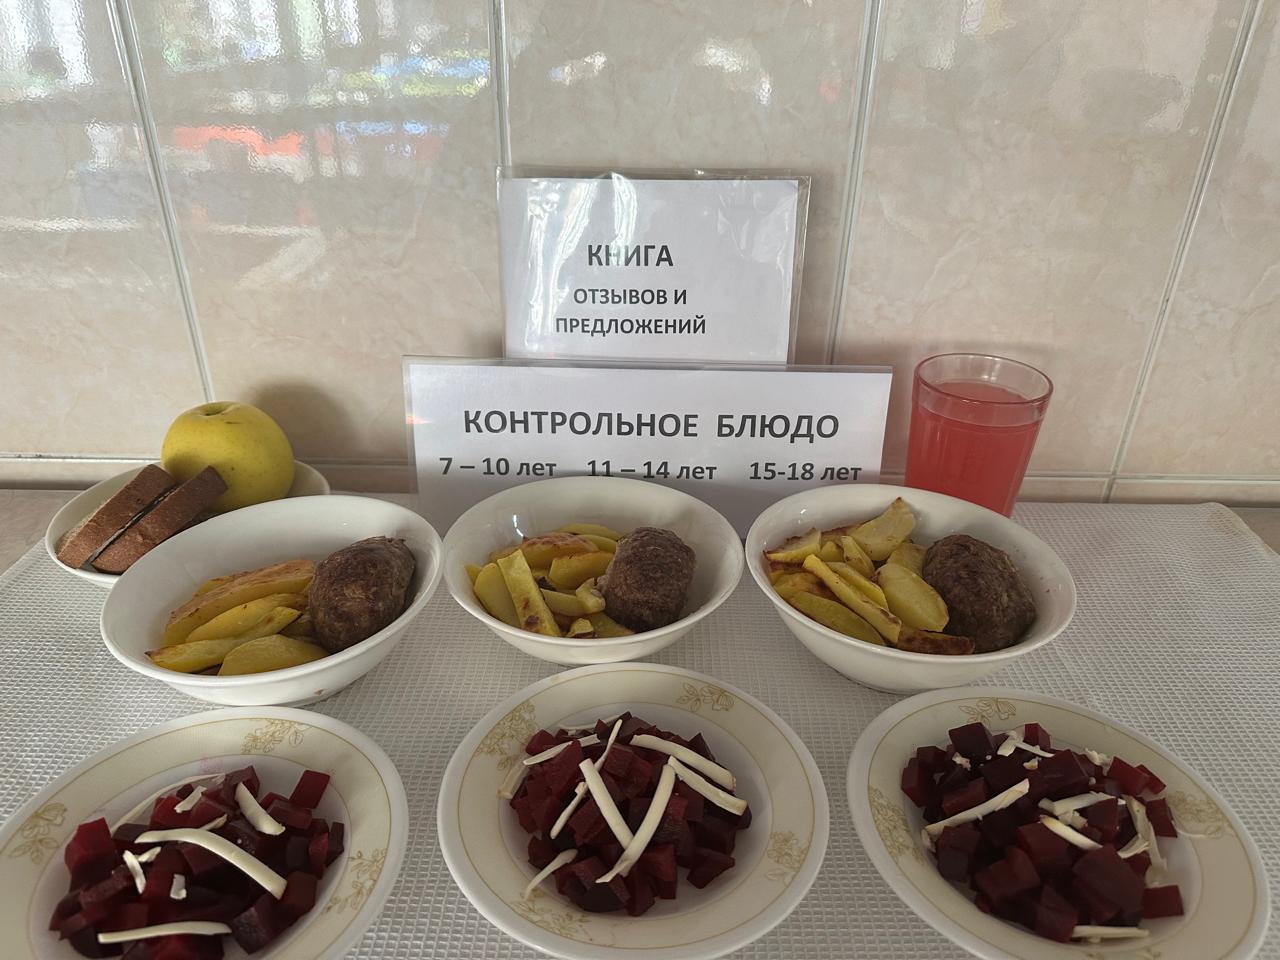 КНИГА
ОТЗЫВОВ И
ПРЕДЛОЖЕНИЙ
КОНТРОЛЬНОЕ БЛЮДО
7 – 10 лет 11 – 14 лет 15-18 лет